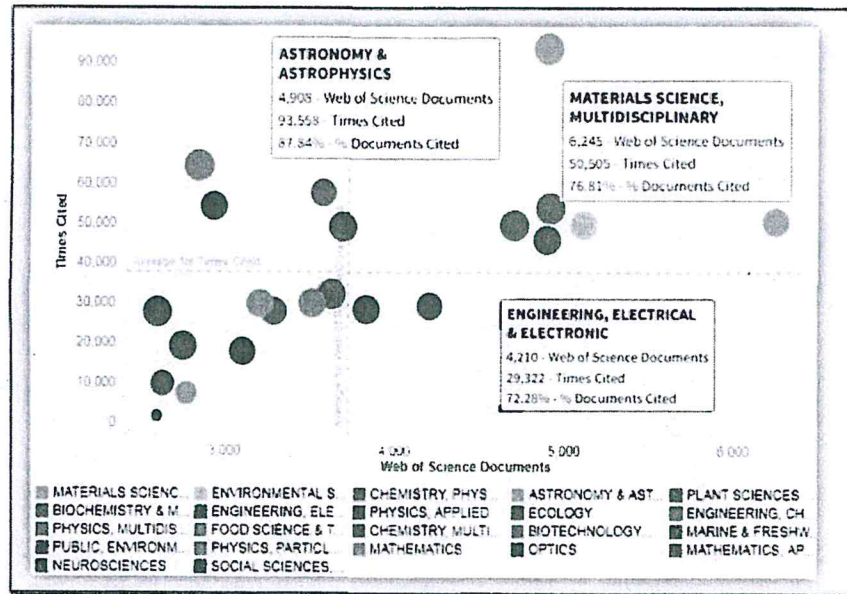 90,000
80,000
70,000
60,000
50,000
40,000
30,000
20,000
10,000
0
Times Cited
ASTRONOMY &
ASTROPHYSICS
4,908 - Web of Science Documents
93,558 - Times Cited
87.84% - % Documents Cited
MATERIALS SCIENCE,
MULTIDISCIPLINARY
6,245 - Web of Science Documents
50,505 - Times Cited
76.81% - % Documents Cited
Average for Times Cited
ENGINEERING, ELECTRICAL
& ELECTRONIC
4,210 - Web of Science Documents
29,322 - Times Cited
72.28% - % Documents Cited
3,000 4,000 5,000 6,000
Web of Science Documents
MATERIALS SCIENC... ENVIRONMENTAL S... CHEMISTRY, PHYS... ASTRONOMY & AST... PLANT SCIENCES
BIOCHEMISTRY & M... ENGINEERING, ELE... PHYSICS, APPLIED ECOLOGY ENGINEERING, CH...
PHYSICS, MULTIDIS... FOOD SCIENCE & T... CHEMISTRY, MULTI... BIOTECHNOLOGY... MARINE & FRESHW...
PUBLIC, ENVIRONM... PHYSICS, PARTICL... MATHEMATICS OPTICS MATHEMATICS, AP...
NEUROSCIENCES SOCIAL SCIENCES,...